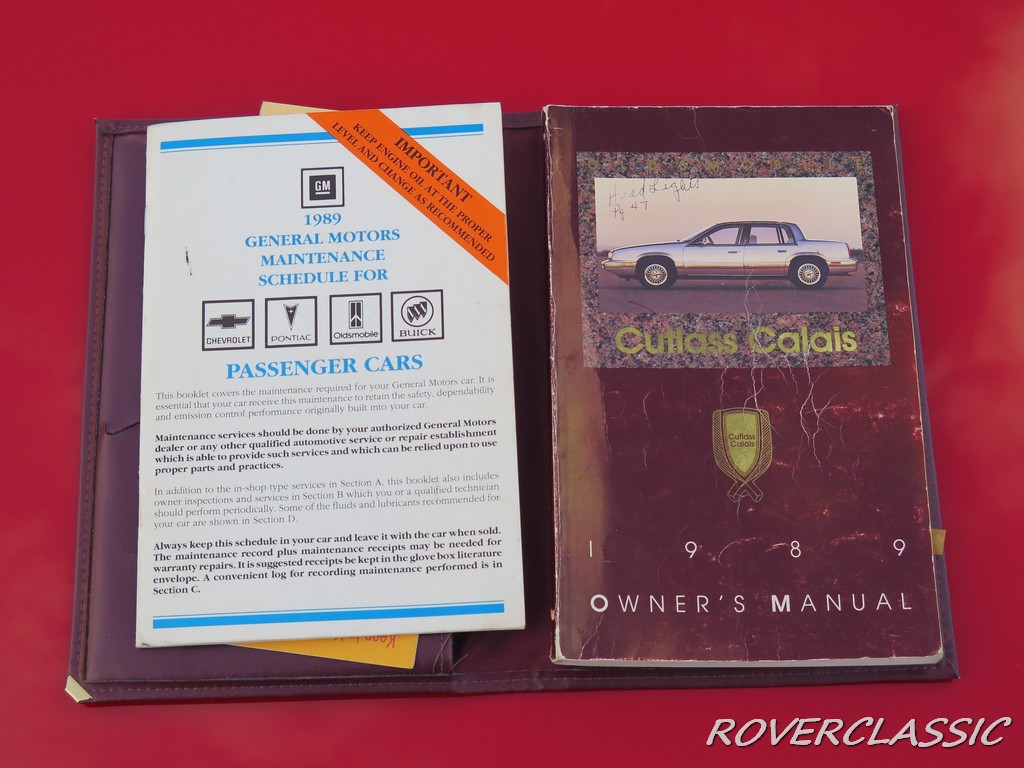 IMPORTANT
KEEP ENGINE OIL AT THE PROPER
LEVEL AND CHANGE AS RECOMMENDED
GM
1989
GENERAL MOTORS
MAINTENANCE
SCHEDULE FOR
CHEVROLET
PONTIAC
Oldsmobile
BUICK
PASSENGER CARS
This booklet covers the maintenance required for your General Motors car. It is
essential that your car receive this maintenance to retain the safety, dependability
and emission control performance originally built into your car.
Maintenance services should be done by your authorized General Motors
dealer or any other qualified automotive service or repair establishment
which is able to provide such services and which can be relied upon to use
proper parts and practices.
In addition to the in-shop type services in Section A, this booklet also includes
owner inspections and services in Section B which you or a qualified technician
should perform periodically. Some of the fluids and lubricants recommended for
your car are shown in Section D.
Always keep this schedule in your car and leave it with the car when sold.
The maintenance record plus maintenance receipts may be needed for
warranty repairs. It is suggested receipts be kept in the glove box literature
envelope. A convenient log for recording maintenance performed is in
Section C.
Head Lights
Pg 47
Cutlass Calais
Cutlass
Calais
1989
OWNER'S MANUAL
ROVERCLASSIC